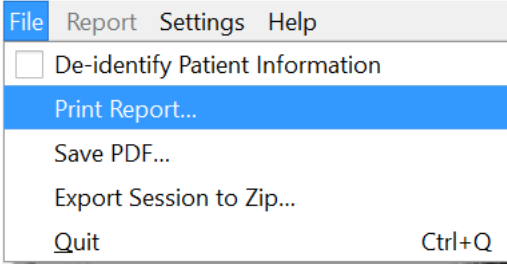 File Report Settings Help
De-identify Patient Information
Print Report...
Save PDF...
Export Session to Zip...
Quit Ctrl+Q